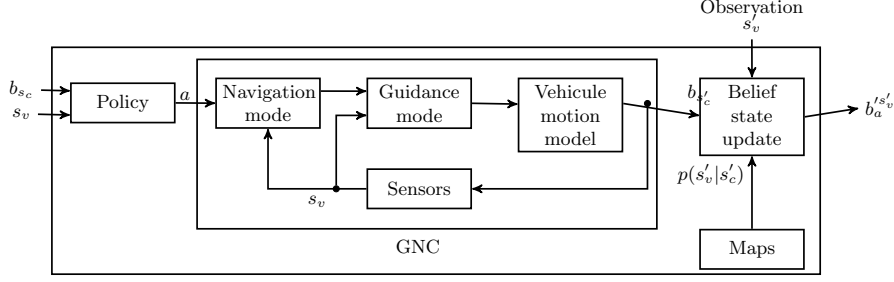 Observation
s′_v
b_{s_c}
s_v
Policy
a
Navigation
mode
Guidance
mode
Vehicule
motion
model
b_{s′_c}
Belief
state
update
b′^{s′_v}_a
s_v
Sensors
p(s′_v|s′_c)
GNC
Maps